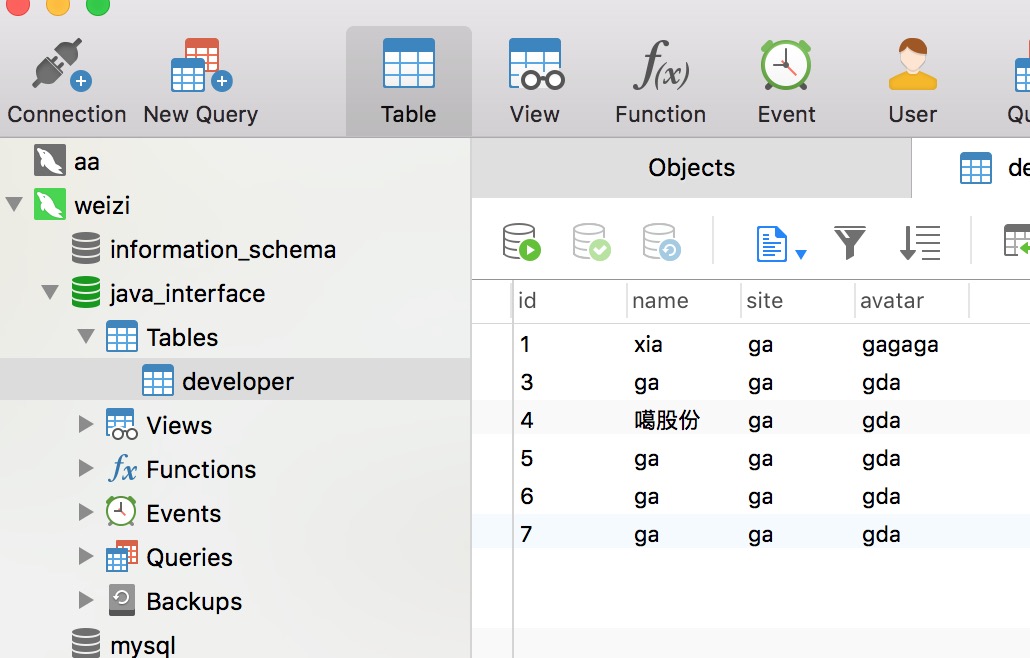 Connection New Query Table View Function Event User Qu
aa
weizi
information_schema
java_interface
Tables
developer
Views
Functions
Events
Queries
Backups
mysql
Objects de
id name site avatar
1 xia ga gagaga
3 ga ga gda
4 噶股份 ga gda
5 ga ga gda
6 ga ga gda
7 ga ga gda